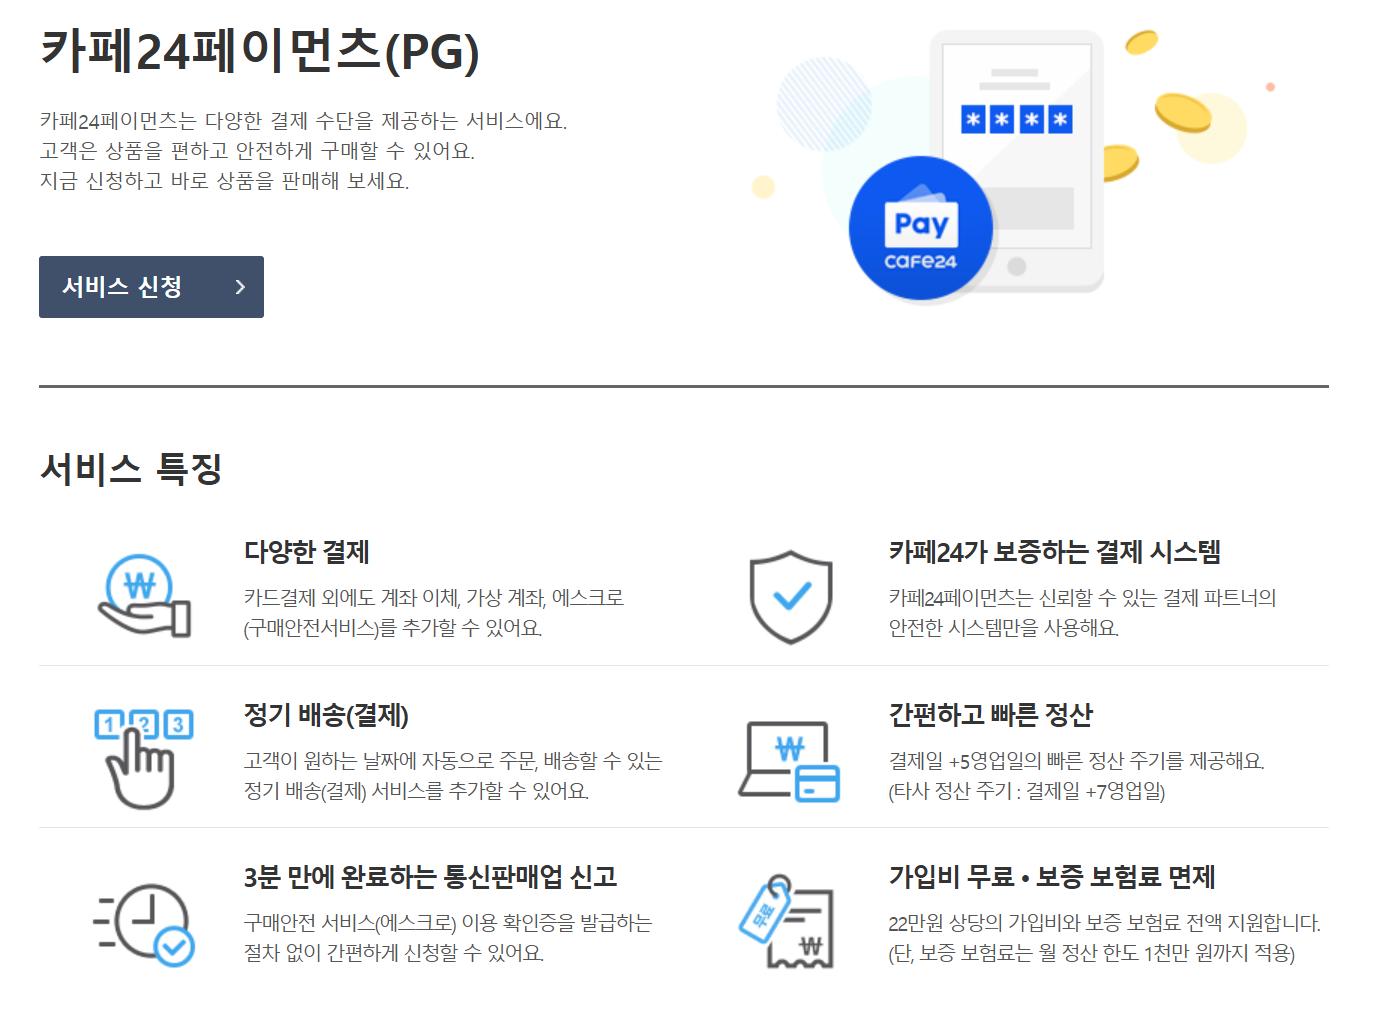 카페24페이먼츠(PG)
카페24페이먼츠는 다양한 결제 수단을 제공하는 서비스에요.
고객은 상품을 편하고 안전하게 구매할 수 있어요.
지금 신청하고 바로 상품을 판매해 보세요.
서비스 신청
****
Pay
CAFE24
서비스 특징
다양한 결제
카드결제 외에도 계좌 이체, 가상 계좌, 에스크로
(구매안전서비스)를 추가할 수 있어요.
카페24가 보증하는 결제 시스템
카페24페이먼츠는 신뢰할 수 있는 결제 파트너의
안전한 시스템만을 사용해요.
1 2 3
정기 배송(결제)
고객이 원하는 날짜에 자동으로 주문, 배송할 수 있는
정기 배송(결제) 서비스를 추가할 수 있어요.
간편하고 빠른 정산
결제일 +5영업일의 빠른 정산 주기를 제공해요.
(타사 정산 주기 : 결제일 +7영업일)
3분 만에 완료하는 통신판매업 신고
구매안전 서비스(에스크로) 이용 확인증을 발급하는
절차 없이 간편하게 신청할 수 있어요.
무료
가입비 무료 • 보증 보험료 면제
22만원 상당의 가입비와 보증 보험료 전액 지원합니다.
(단, 보증 보험료는 월 정산 한도 1천만 원까지 적용)